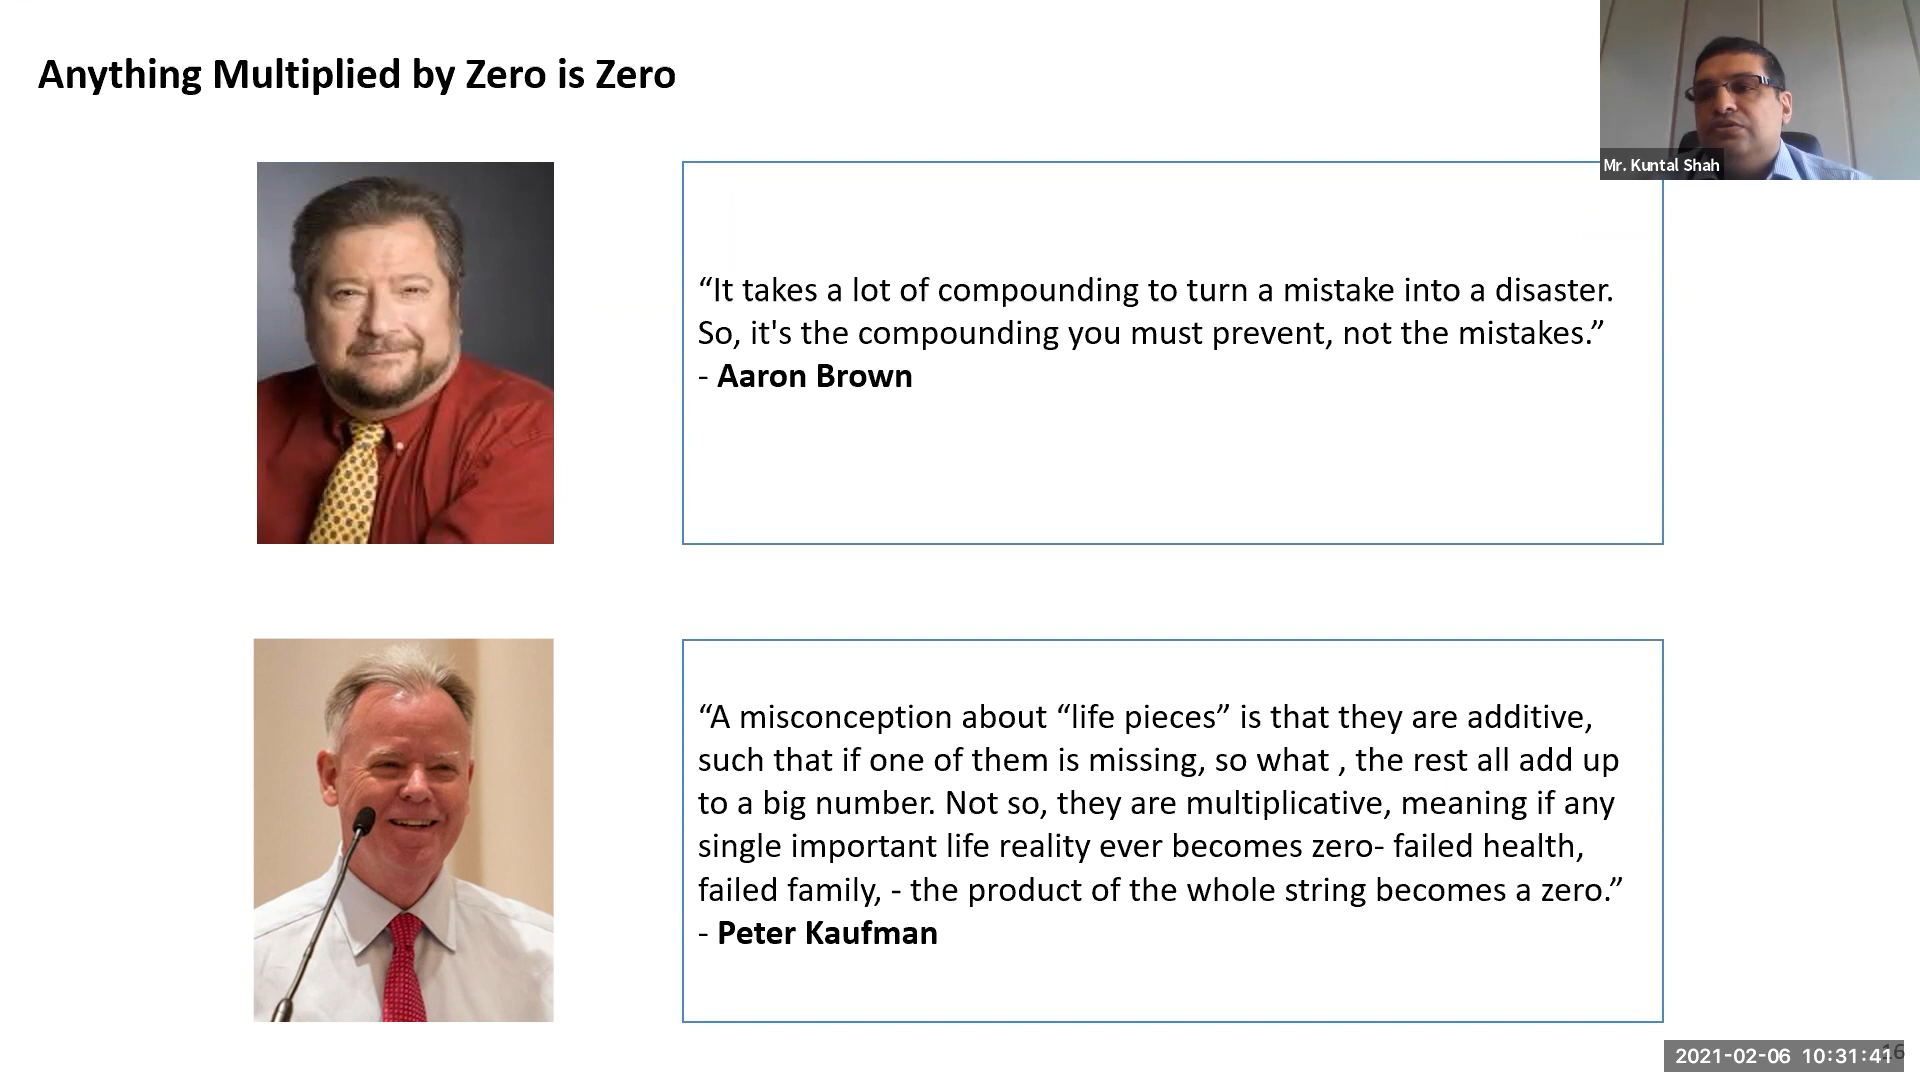 Anything Multiplied by Zero is Zero
Mr. Kuntal Shah
“It takes a lot of compounding to turn a mistake into a disaster.
So, it's the compounding you must prevent, not the mistakes.”
- Aaron Brown
“A misconception about “life pieces” is that they are additive,
such that if one of them is missing, so what , the rest all add up
to a big number. Not so, they are multiplicative, meaning if any
single important life reality ever becomes zero- failed health,
failed family, - the product of the whole string becomes a zero.”
- Peter Kaufman
2021-02-06 10:31:41
16